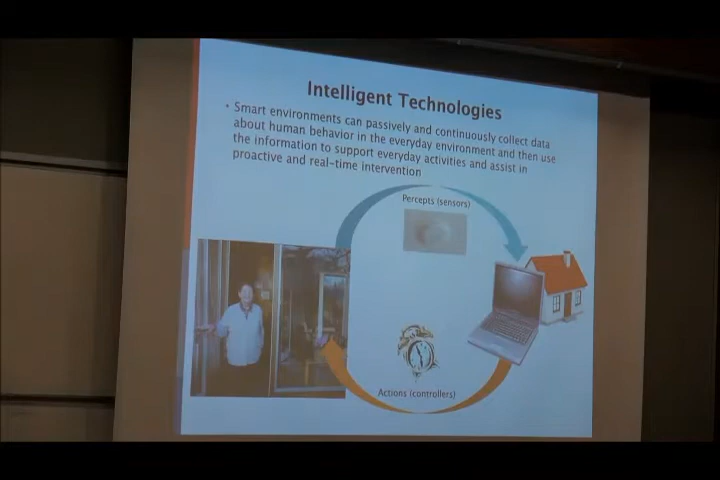 Intelligent Technologies
• Smart environments can passively and continuously collect data
about human behavior in the everyday environment and then use
the information to support everyday activities and assist in
proactive and real-time intervention
Percepts (sensors)
Actions (controllers)